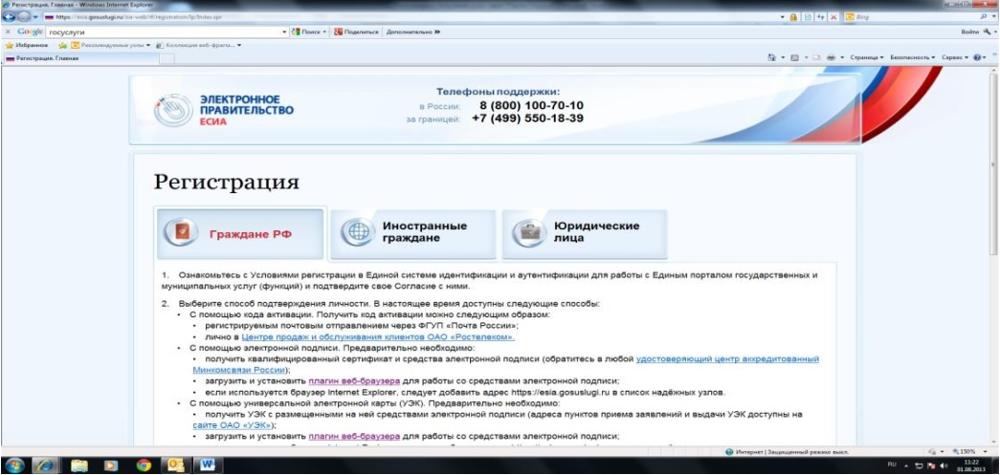 Регистрация. Главная - Windows Internet Explorer
https://esia.gosuslugi.ru/sia-web/rf/registration/lp/Index.spr
Bing
Google госуслуги
Поиск
Поделиться
Дополнительно
Войти
Избранное
Рекомендуемые узлы
Коллекция веб-фрагм...
Регистрация. Главная
Страница
Безопасность
Сервис
ЭЛЕКТРОННОЕ
ПРАВИТЕЛЬСТВО
ЕСИА
Телефоны поддержки:
в России: 8 (800) 100-70-10
за границей: +7 (499) 550-18-39
Регистрация
Граждане РФ
Иностранные
граждане
Юридические
лица
1. Ознакомьтесь с Условиями регистрации в Единой системе идентификации и аутентификации для работы с Единым порталом государственных и
муниципальных услуг (функций) и подтвердите свое Согласие с ними.
2. Выберите способ подтверждения личности. В настоящее время доступны следующие способы:
• С помощью кода активации. Получить код активации можно следующим образом:
• регистрируемым почтовым отправлением через ФГУП «Почта России»;
• лично в Центре продаж и обслуживания клиентов ОАО «Ростелеком».
• С помощью электронной подписи. Предварительно необходимо:
• получить квалифицированный сертификат и средства электронной подписи (обратитесь в любой удостоверяющий центр аккредитованный
Минкомсвязи России);
• загрузить и установить плагин веб-браузера для работы со средствами электронной подписи;
• если используется браузер Internet Explorer, следует добавить адрес https://esia.gosuslugi.ru в список надёжных узлов.
• С помощью универсальной электронной карты (УЭК). Предварительно необходимо:
• получить УЭК с размещенными на ней средствами электронной подписи (адреса пунктов приема заявлений и выдачи УЭК доступны на
сайте ОАО «УЭК»);
• загрузить и установить плагин веб-браузера для работы со средствами электронной подписи;
Интернет | Защищенный режим: выкл.
150%
RU
11:22
01.08.2013